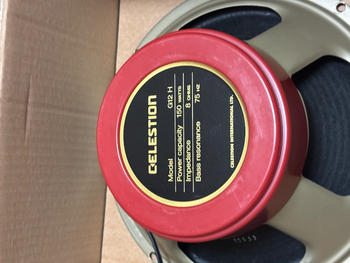 CELESTION
Model G12 H
Power capacity 150 WATTS
Impedance 8 OHMS
Bass resonance 75 HZ
CELESTION INTERNATIONAL LTD.